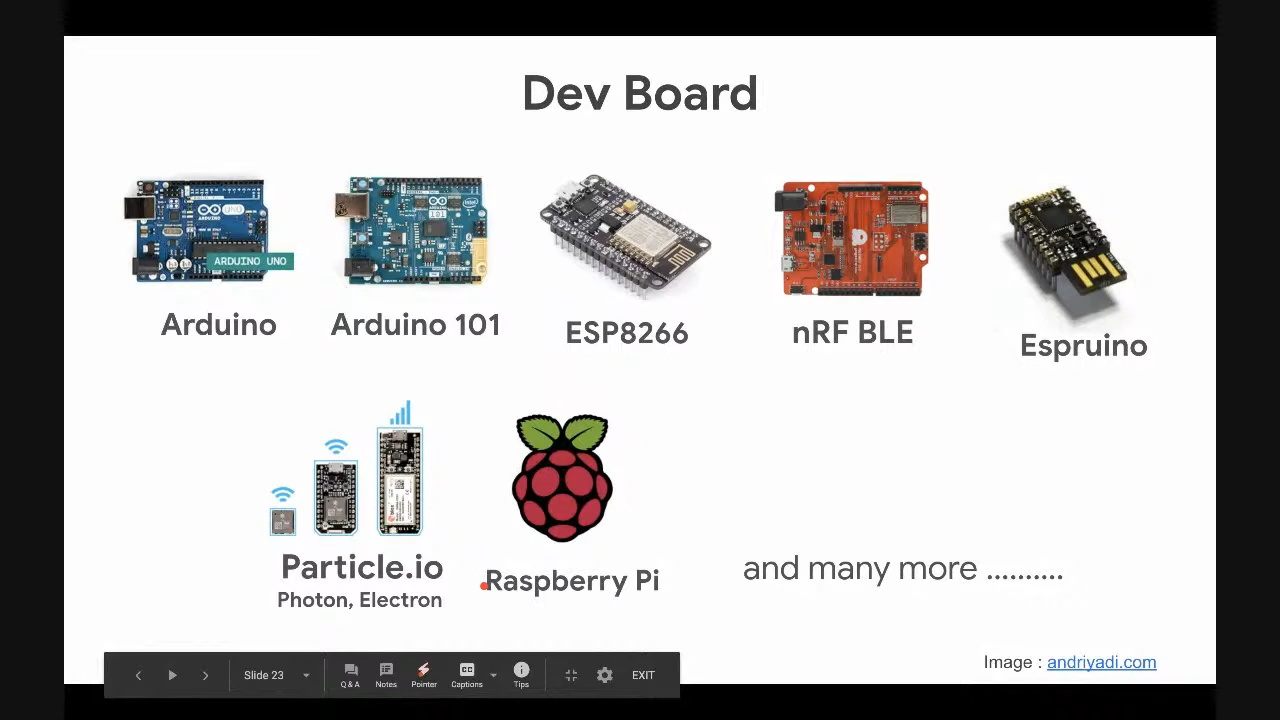 Dev Board
ARDUINO UNO
Arduino
Arduino 101
ESP8266
nRF BLE
Espruino
Particle.io
Photon, Electron
Raspberry Pi
and many more ..........
Image : andriyadi.com
Slide 23
Q & A
Notes
Pointer
CC
Captions
Tips
EXIT